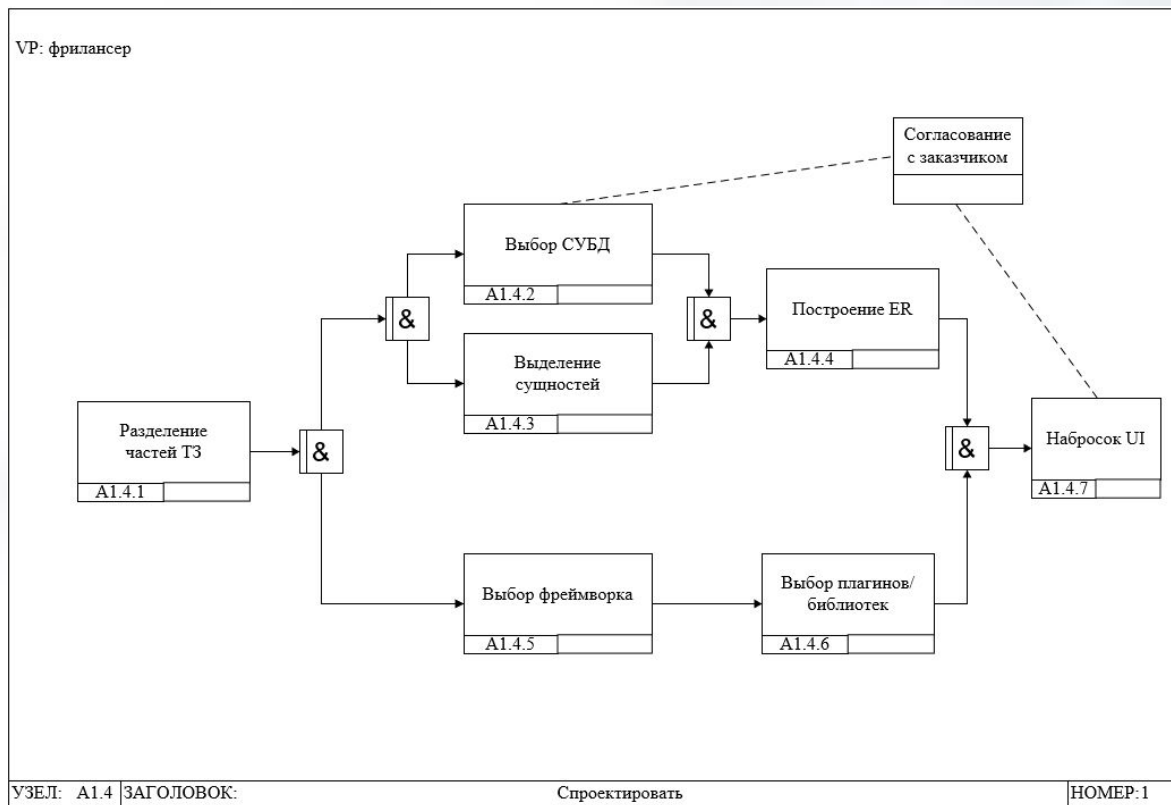 VP: фрилансер
Согласование
с заказчиком
Выбор СУБД
A1.4.2
&
&
Построение ER
A1.4.4
Выделение
сущностей
A1.4.3
Разделение
частей ТЗ
A1.4.1
&
&
Набросок UI
A1.4.7
Выбор фреймворка
A1.4.5
Выбор плагинов/
библиотек
A1.4.6
УЗЕЛ: A1.4 ЗАГОЛОВОК: Спроектировать НОМЕР:1